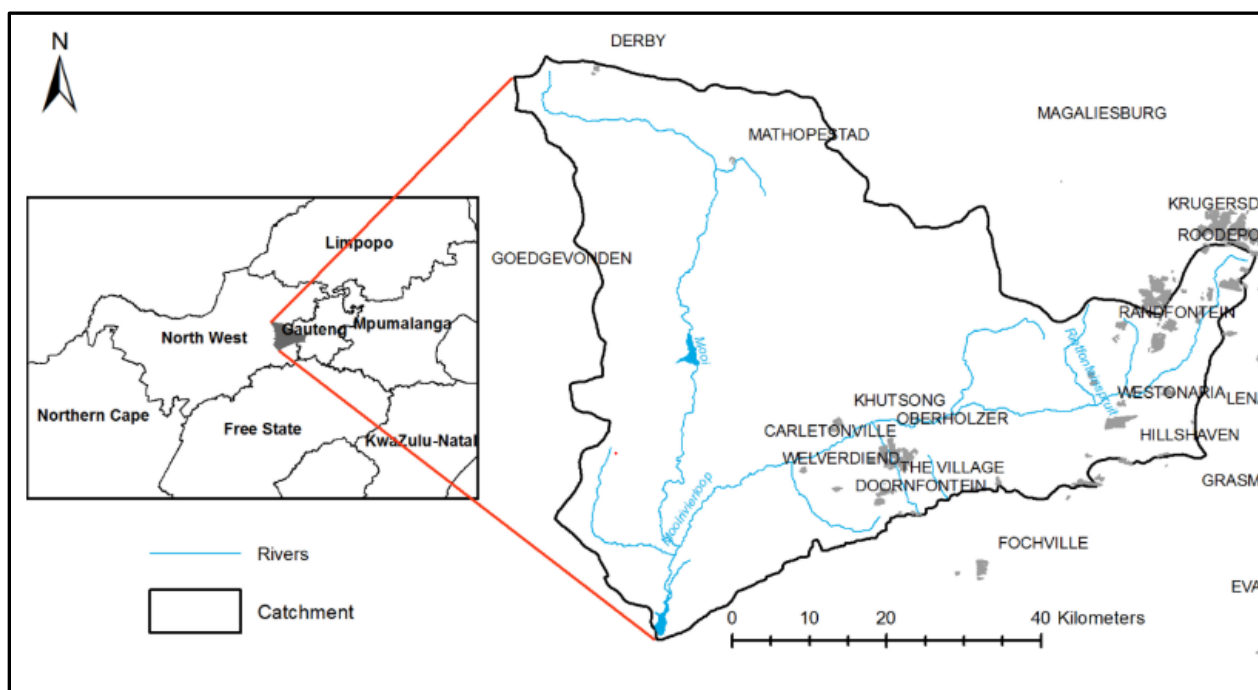 N
DERBY
MAGALIESBURG
MATHOPESTAD
KRUGERSD
ROODEPO
GOEDGEVONDEN
Limpopo
North West
Gauteng
Mpumalanga
Northern Cape
Free State
KwaZulu-Natal
RANDFONTEIN
Mooi
Rietfonteinspruit
KHUTSONG
WESTONARIA
LENA
OBERHOLZER
CARLETONVILLE
HILLSHAVEN
WELVERDIEND
THE VILLAGE
GRASM
DOORNFONTEIN
Mooirivierloop
FOCHVILLE
EVA
Rivers
Catchment
0 10 20 40 Kilometers